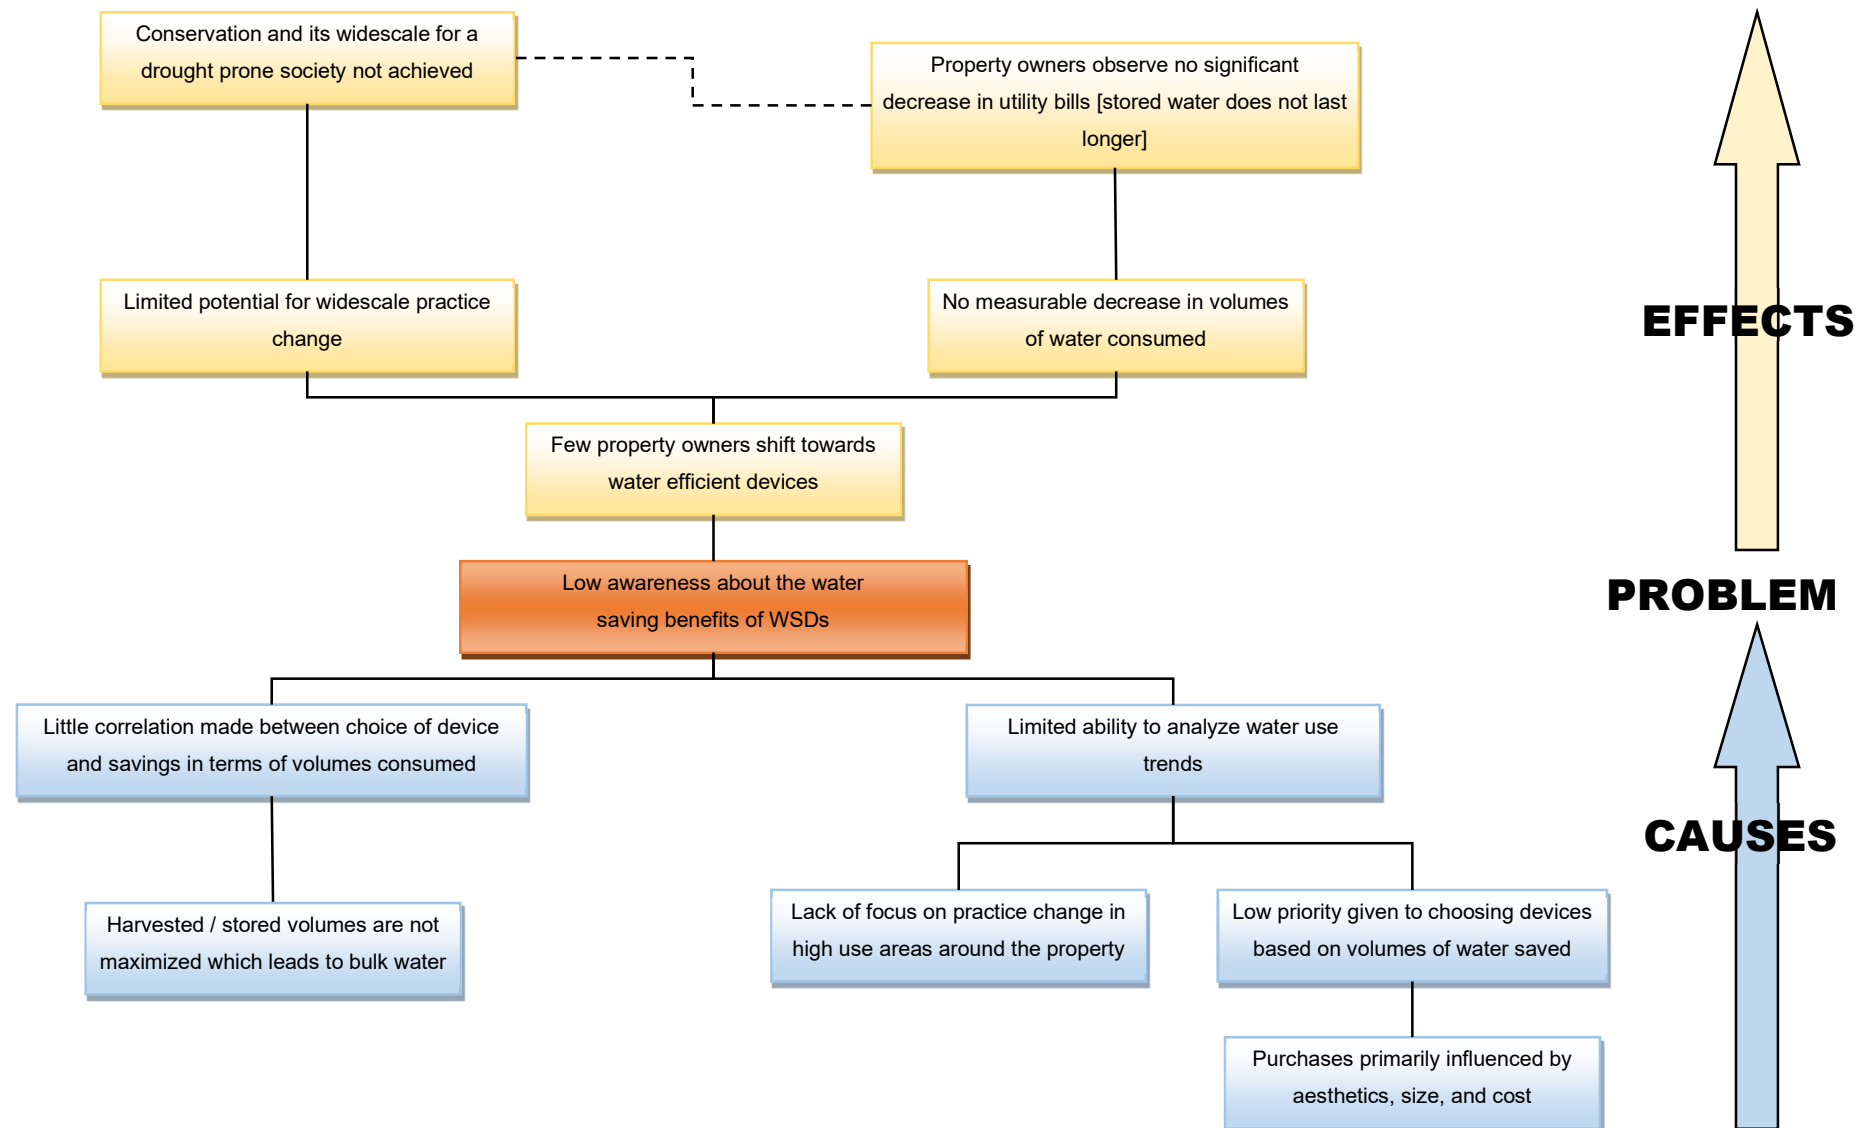 Conservation and its widescale for a
drought prone society not achieved
Property owners observe no significant
decrease in utility bills [stored water does not last
longer]
Limited potential for widescale practice
change
No measurable decrease in volumes
of water consumed
EFFECTS
Few property owners shift towards
water efficient devices
Low awareness about the water
saving benefits of WSDs
PROBLEM
Little correlation made between choice of device
and savings in terms of volumes consumed
Limited ability to analyze water use
trends
CAUSES
Harvested / stored volumes are not
maximized which leads to bulk water
Lack of focus on practice change in
high use areas around the property
Low priority given to choosing devices
based on volumes of water saved
Purchases primarily influenced by
aesthetics, size, and cost